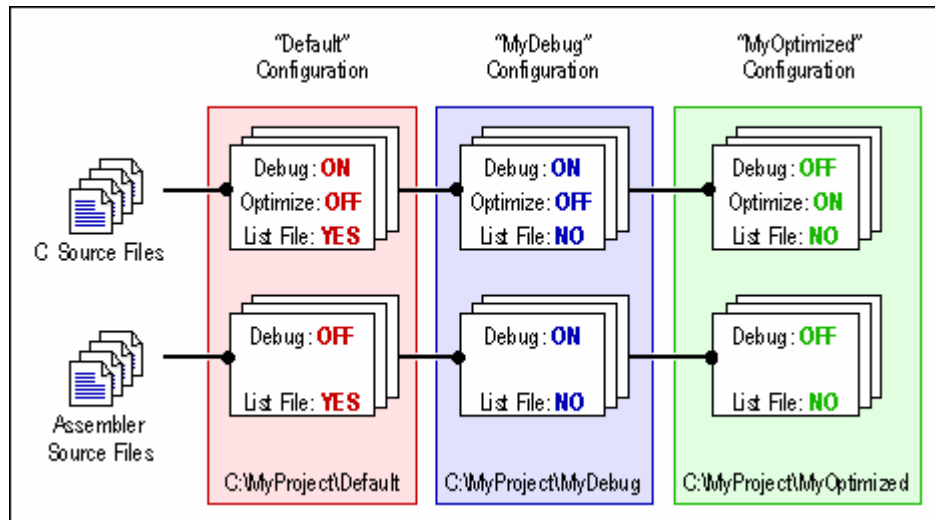 “Default”
Configuration
“MyDebug”
Configuration
“MyOptimized”
Configuration
C Source Files
Debug: ON
Optimize: OFF
List File: YES
Debug: ON
Optimize: OFF
List File: NO
Debug: OFF
Optimize: ON
List File: NO
Assembler
Source Files
Debug: OFF
List File: YES
Debug: ON
List File: NO
Debug: OFF
List File: NO
C:\MyProject\Default
C:\MyProject\MyDebug
C:\MyProject\MyOptimized